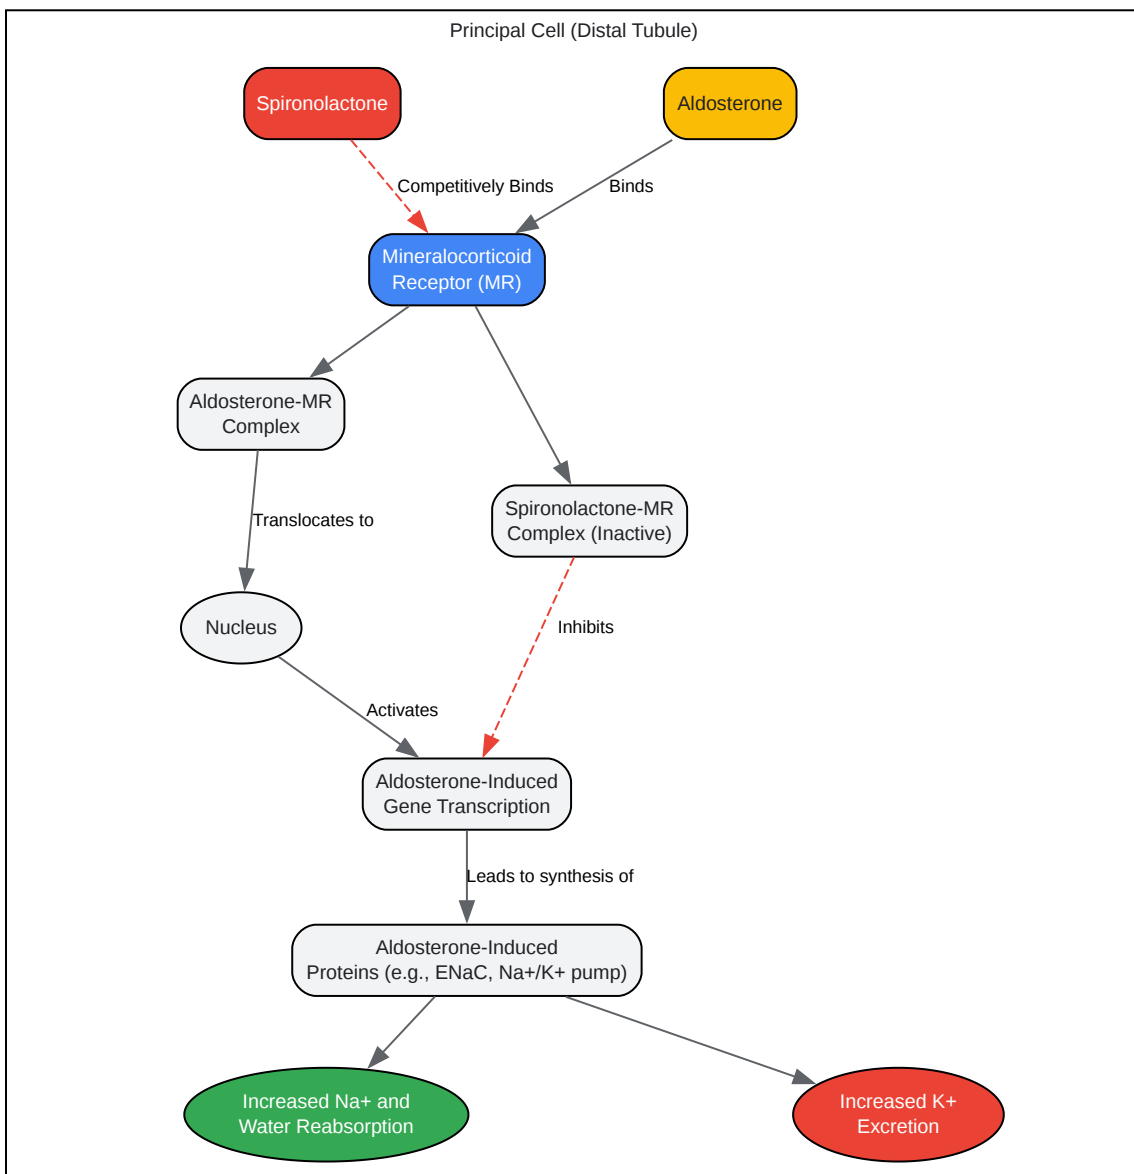 Principal Cell (Distal Tubule)
Spironolactone
Aldosterone
Competitively Binds
Binds
Mineralocorticoid
Receptor (MR)
Aldosterone-MR
Complex
Spironolactone-MR
Complex (Inactive)
Translocates to
Nucleus
Inhibits
Activates
Aldosterone-Induced
Gene Transcription
Leads to synthesis of
Aldosterone-Induced
Proteins (e.g., ENaC, Na+/K+ pump)
Increased Na+ and
Water Reabsorption
Increased K+
Excretion